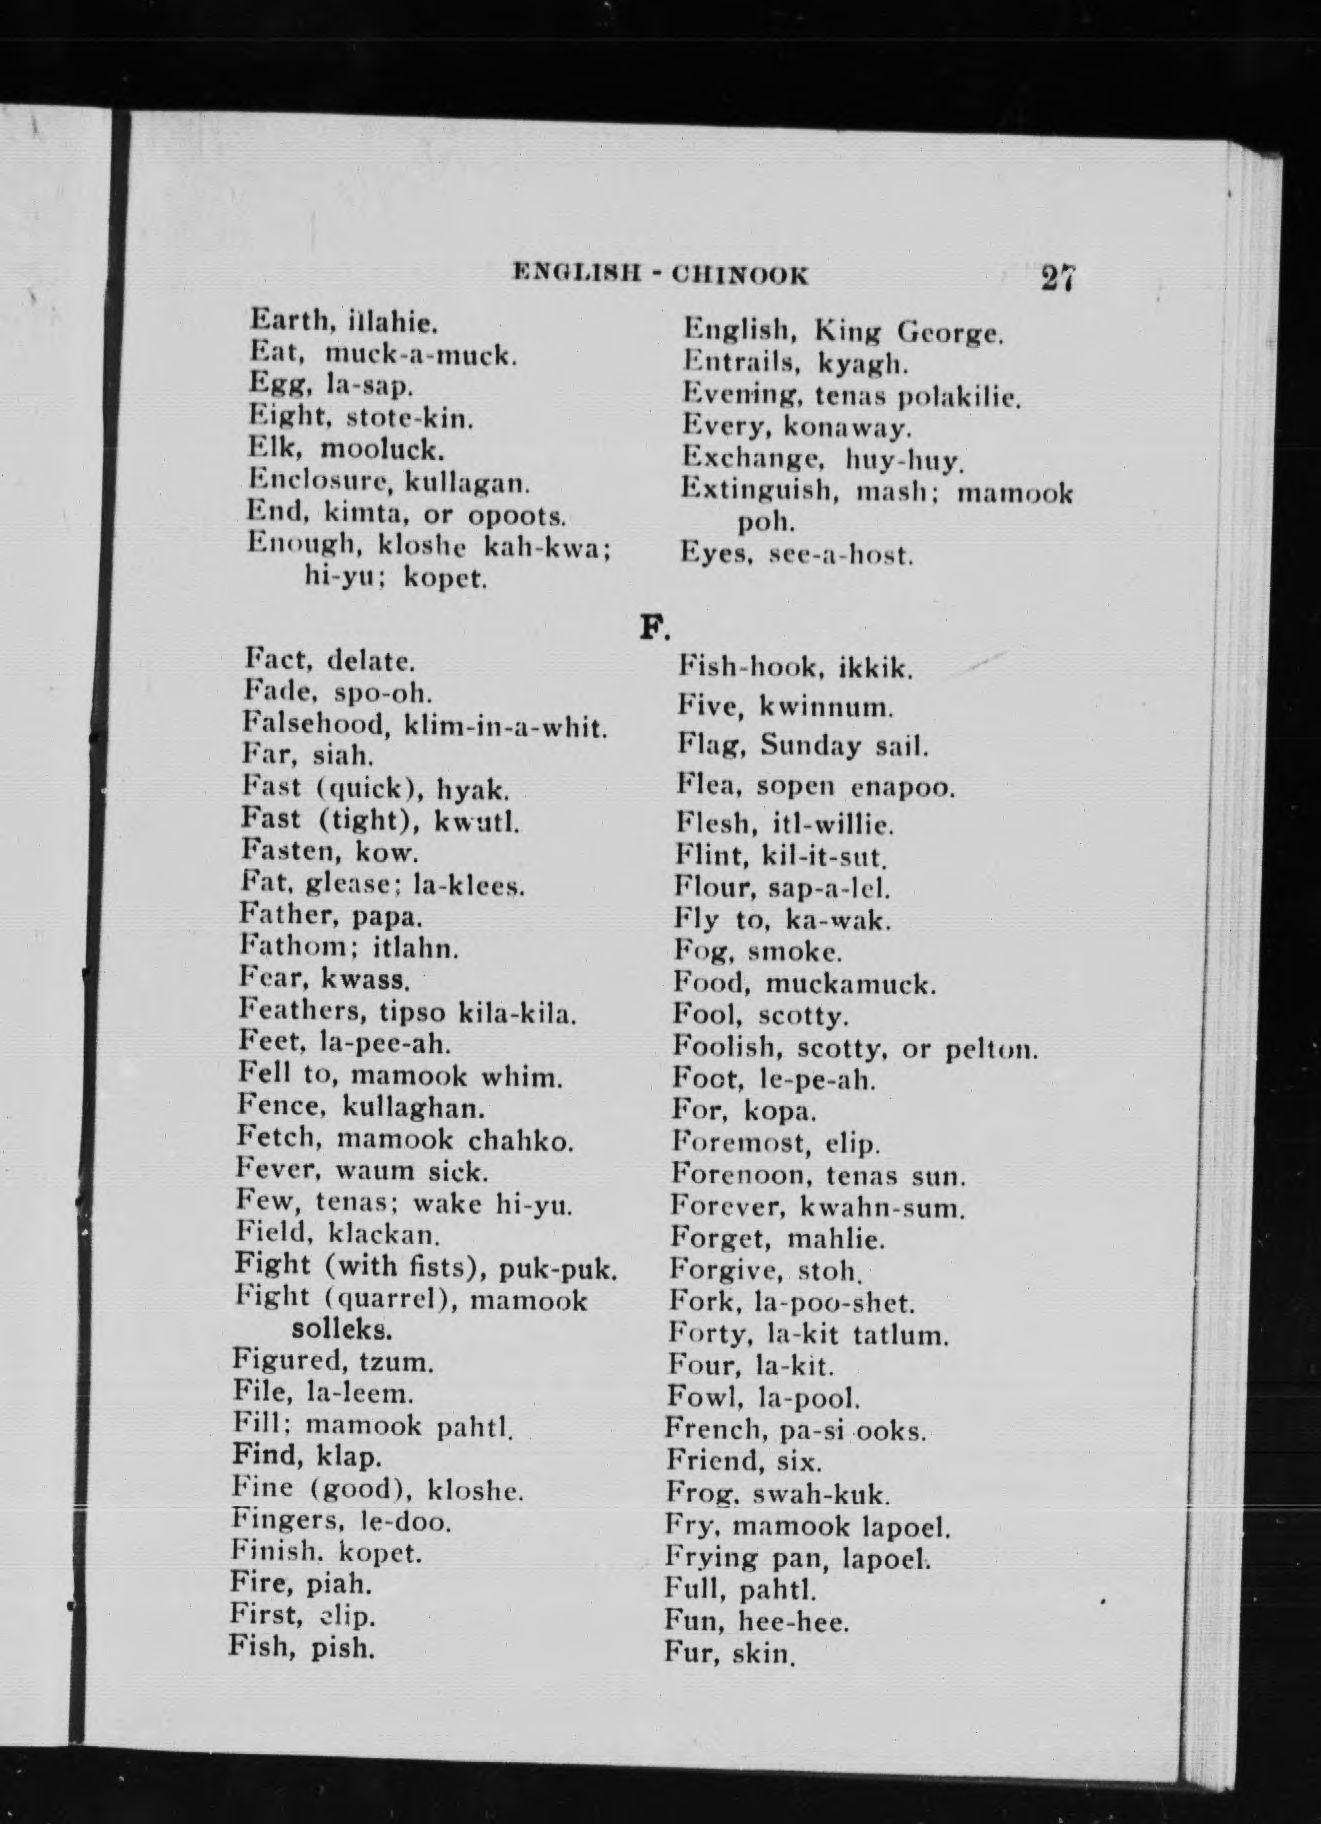 ENGLISH - CHINOOK 27
Earth, illahie.
Eat, muck-a-muck.
Egg, la-sap.
Eight, stote-kin.
Elk, mooluck.
Enclosure, kullagan.
End, kimta, or opoots.
Enough, kloshe kah-kwa;
hi-yu; kopet.
English, King George.
Entrails, kyagh.
Evening, tenas polakilie.
Every, konaway.
Exchange, huy-huy.
Extinguish, mash; mamook
poh.
Eyes, see-a-host.
F.
Fact, delate.
Fade, spo-oh.
Falsehood, klim-in-a-whit.
Far, siah.
Fast (quick), hyak.
Fast (tight), kwutl.
Fasten, kow.
Fat, glease; la-klees.
Father, papa.
Fathom; itlahn.
Fear, kwass.
Feathers, tipso kila-kila.
Feet, la-pee-ah.
Fell to, mamook whim.
Fence, kullaghan.
Fetch, mamook chahko.
Fever, waum sick.
Few, tenas; wake hi-yu.
Field, klackan.
Fight (with fists), puk-puk.
Fight (quarrel), mamook
solleks.
Figured, tzum.
File, la-leem.
Fill; mamook pahtl.
Find, klap.
Fine (good), kloshe.
Fingers, le-doo.
Finish. kopet.
Fire, piah.
First, elip.
Fish, pish.
Fish-hook, ikkik.
Five, kwinnum.
Flag, Sunday sail.
Flea, sopen enapoo.
Flesh, itl-willie.
Flint, kil-it-sut.
Flour, sap-a-lel.
Fly to, ka-wak.
Fog, smoke.
Food, muckamuck.
Fool, scotty.
Foolish, scotty, or pelton.
Foot, le-pe-ah.
For, kopa.
Foremost, elip.
Forenoon, tenas sun.
Forever, kwahn-sum.
Forget, mahlie.
Forgive, stoh.
Fork, la-poo-shet.
Forty, la-kit tatlum.
Four, la-kit.
Fowl, la-pool.
French, pa-si ooks.
Friend, six.
Frog. swah-kuk.
Fry, mamook lapoel.
Frying pan, lapoel.
Full, pahtl.
Fun, hee-hee.
Fur, skin.